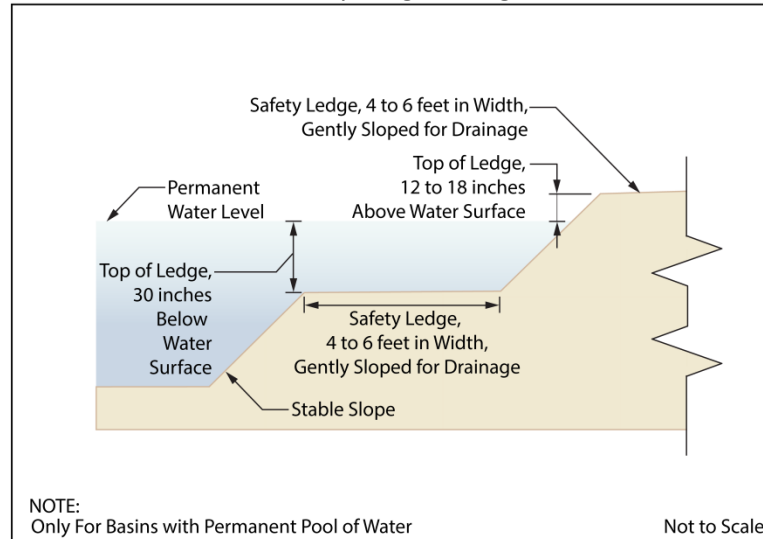 Safety Ledge, 4 to 6 feet in Width,
Gently Sloped for Drainage
Top of Ledge,
12 to 18 inches
Above Water Surface
Permanent
Water Level
Top of Ledge,
30 inches
Below
Water
Surface
Safety Ledge,
4 to 6 feet in Width,
Gently Sloped for Drainage
Stable Slope
NOTE:
Only For Basins with Permanent Pool of Water
Not to Scale